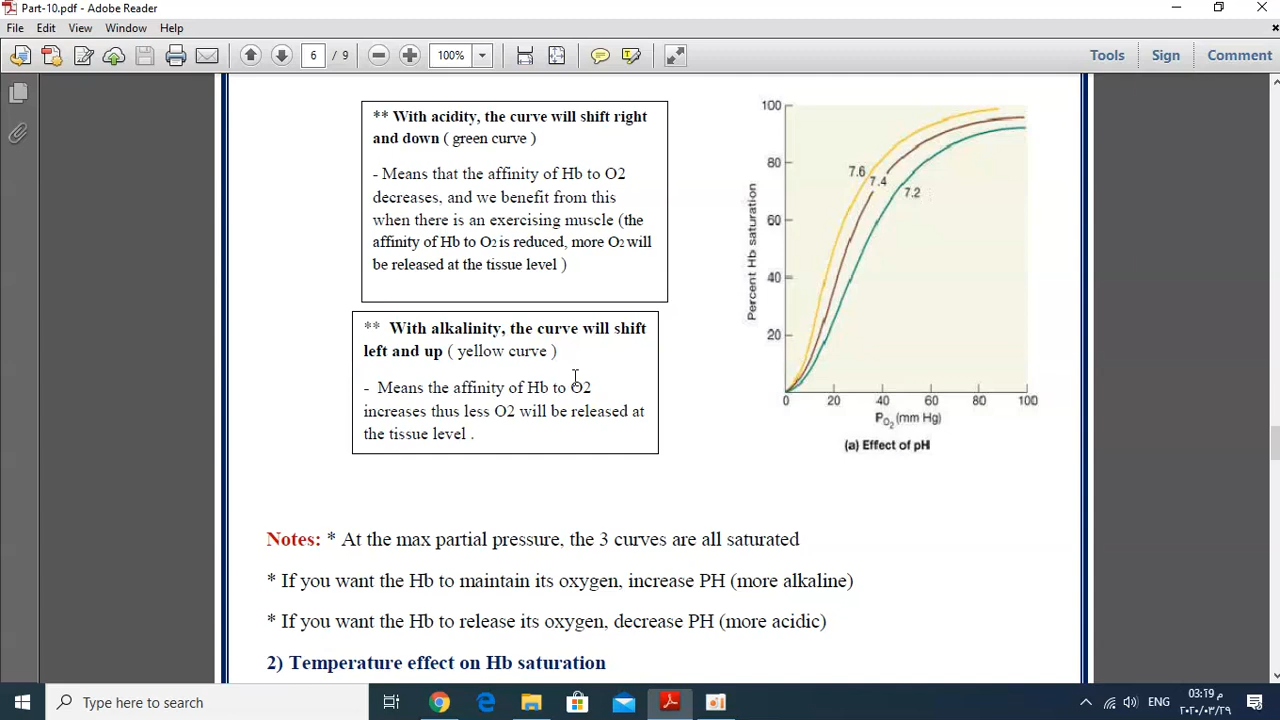 Part-10.pdf - Adobe Reader
File Edit View Window Help
6 / 9 100% Tools Sign Comment
** With acidity, the curve will shift right
and down ( green curve )
- Means that the affinity of Hb to O2
decreases, and we benefit from this
when there is an exercising muscle (the
affinity of Hb to O2 is reduced, more O2 will
be released at the tissue level )
** With alkalinity, the curve will shift
left and up ( yellow curve )
- Means the affinity of Hb to O2
increases thus less O2 will be released at
the tissue level .
Percent Hb saturation
100
80
60
40
20
7.6
7.4
7.2
0 20 40 60 80 100
PO2 (mm Hg)
(a) Effect of pH
Notes: * At the max partial pressure, the 3 curves are all saturated
* If you want the Hb to maintain its oxygen, increase PH (more alkaline)
* If you want the Hb to release its oxygen, decrease PH (more acidic)
2) Temperature effect on Hb saturation
Type here to search
ENG
م ٠٣:٦٩
٢٠٢٠/٠٣/٢٩